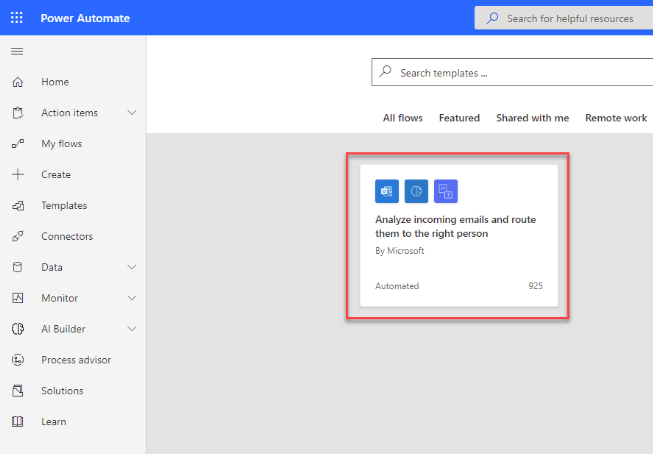 Power Automate
Search for helpful resources
Home
Action items
My flows
Create
Templates
Connectors
Data
Monitor
AI Builder
Process advisor
Solutions
Learn
Search templates ...
All flows Featured Shared with me Remote work
Analyze incoming emails and route
them to the right person
By Microsoft
Automated 925